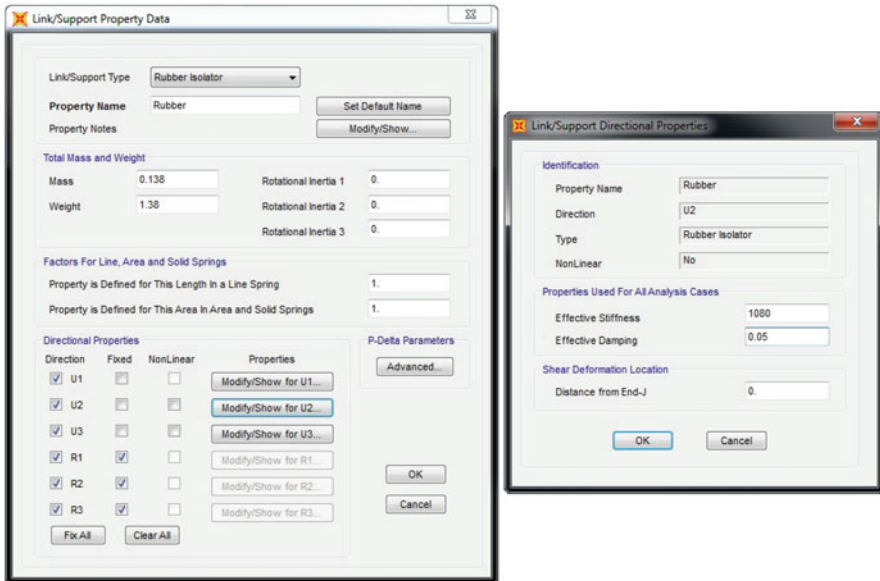 Link/Support Property Data
Link/Support Type Rubber Isolator
Property Name Rubber Set Default Name
Property Notes Modify/Show...
Total Mass and Weight
Mass 0.138 Rotational Inertia 1 0.
Weight 1.38 Rotational Inertia 2 0.
Rotational Inertia 3 0.
Factors For Line, Area and Solid Springs
Property is Defined for This Length In a Line Spring 1.
Property is Defined for This Area In Area and Solid Springs 1.
Directional Properties P-Delta Parameters
Direction Fixed NonLinear Properties Advanced...
U1 Modify/Show for U1...
U2 Modify/Show for U2...
U3 Modify/Show for U3...
R1 Modify/Show for R1...
R2 Modify/Show for R2...
R3 Modify/Show for R3...
OK
Cancel
Fix All Clear All
Link/Support Directional Properties
Identification
Property Name Rubber
Direction U2
Type Rubber Isolator
NonLinear No
Properties Used For All Analysis Cases
Effective Stiffness 1080
Effective Damping 0.05
Shear Deformation Location
Distance from End-J 0.
OK Cancel